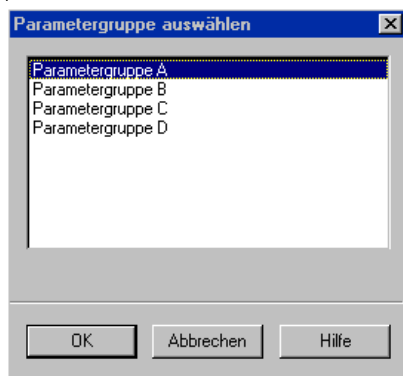 Parametergruppe auswählen
Parametergruppe A
Parametergruppe B
Parametergruppe C
Parametergruppe D
OK Abbrechen Hilfe